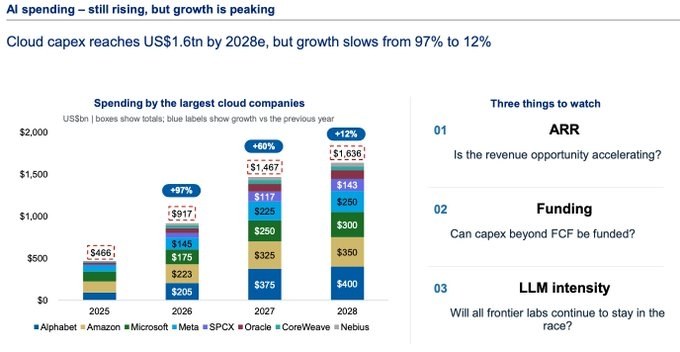 AI spending – still rising, but growth is peaking
Cloud capex reaches US$1.6tn by 2028e, but growth slows from 97% to 12%
Spending by the largest cloud companies
US$bn | boxes show totals; blue labels show growth vs the previous year
$2,000
$1,500
$1,000
$500
$0
$466
2025
+97%
$917
$145
$175
$223
$205
2026
+60%
$1,467
$117
$225
$250
$325
$375
2027
+12%
$1,636
$143
$250
$300
$350
$400
2028
Alphabet Amazon Microsoft Meta SPCX Oracle CoreWeave Nebius
Three things to watch
01 ARR
Is the revenue opportunity accelerating?
02 Funding
Can capex beyond FCF be funded?
03 LLM intensity
Will all frontier labs continue to stay in the
race?